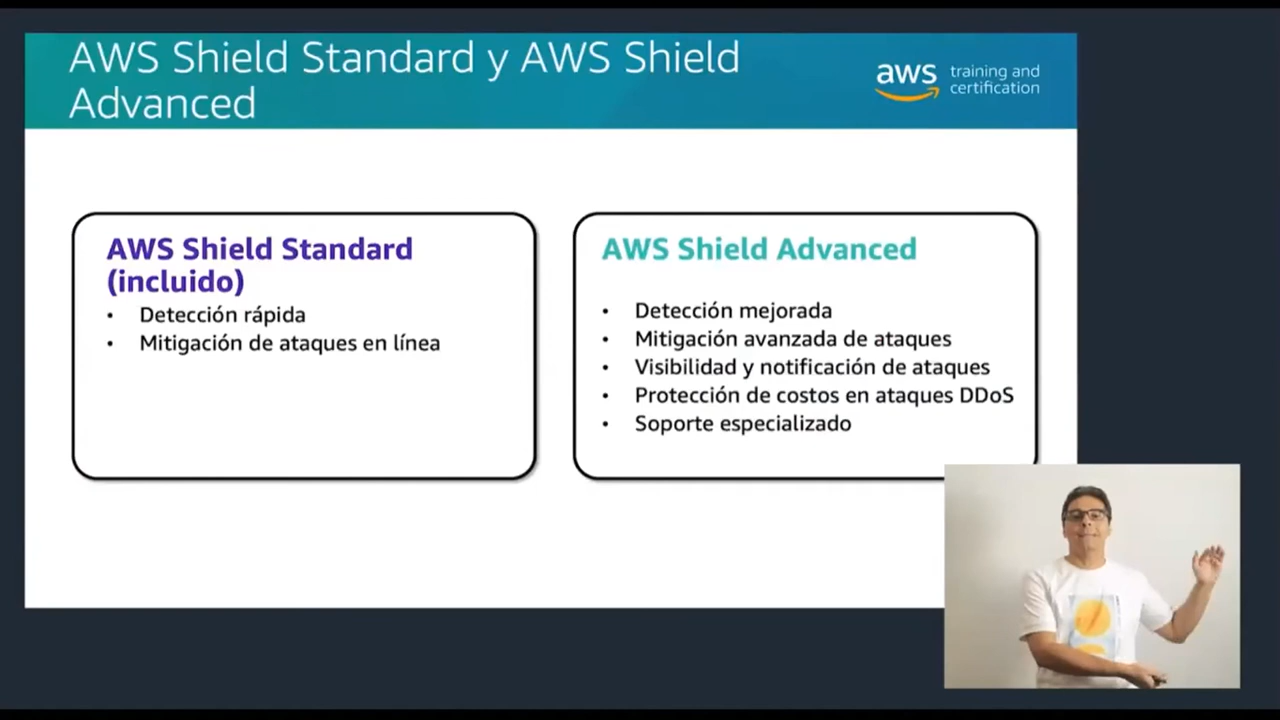 AWS Shield Standard y AWS Shield
Advanced
aws training and
certification
AWS Shield Standard
(incluido)
• Detección rápida
• Mitigación de ataques en línea
AWS Shield Advanced
• Detección mejorada
• Mitigación avanzada de ataques
• Visibilidad y notificación de ataques
• Protección de costos en ataques DDoS
• Soporte especializado